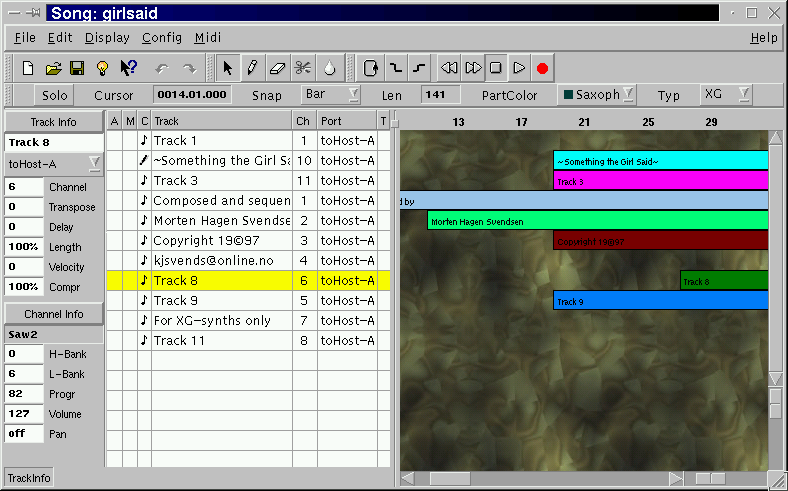 Song: girlsaid
File Edit Display Config Midi Help
Solo Cursor 0014.01.000 Snap Bar Len 141 PartColor Saxoph Typ XG
Track Info
Track 8
toHost-A
6 Channel
0 Transpose
0 Delay
100% Length
0 Velocity
100% Compr
Channel Info
Saw2
0 H-Bank
6 L-Bank
82 Progr
127 Volume
off Pan
TrackInfo
A M C Track Ch Port T
Track 1 1 toHost-A
~Something the Girl Sa 10 toHost-A
Track 3 11 toHost-A
Composed and sequen 1 toHost-A
Morten Hagen Svendse 2 toHost-A
Copyright 19©97 3 toHost-A
kjsvends@online.no 4 toHost-A
Track 8 6 toHost-A
Track 9 5 toHost-A
For XG-synths only 7 toHost-A
Track 11 8 toHost-A
13 17 21 25 29
~Something the Girl Said~
Track 3
d by
Morten Hagen Svendsen
Copyright 19©97
Track 8
Track 9